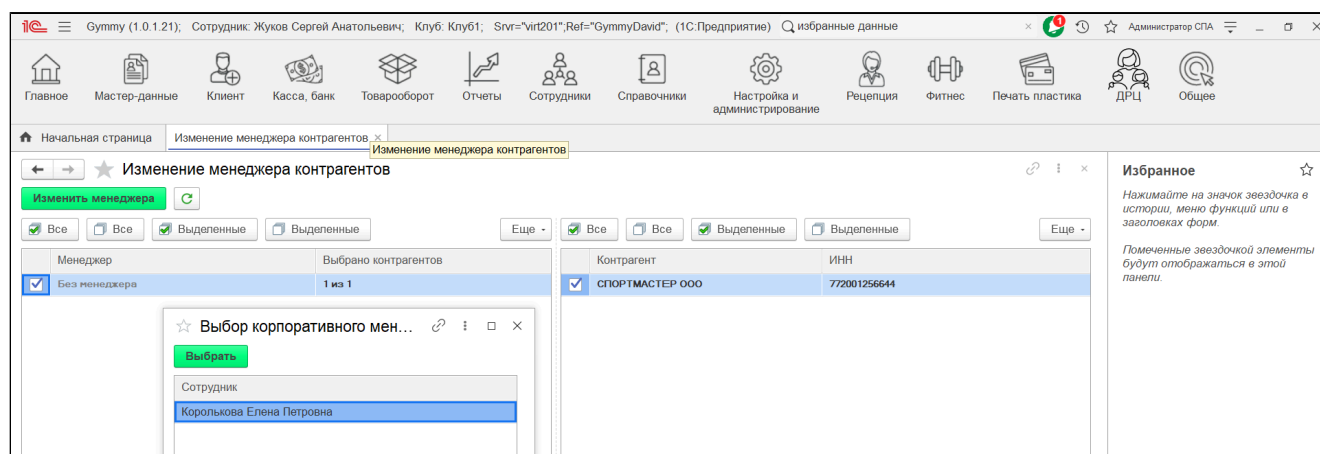 1С Gymmy (1.0.1.21); Сотрудник: Жуков Сергей Анатольевич; Клуб: Клуб1; Srvr="virt201";Ref="GymmyDavid"; (1С:Предприятие) избранные данные 9 Администратор СПА
Главное Мастер-данные Клиент Касса, банк Товарооборот Отчеты Сотрудники Справочники Настройка и администрирование Рецепция Фитнес Печать пластика ДРЦ Общее
Начальная страница Изменение менеджера контрагентов ×
Изменение менеджера контрагентов
Изменение менеджера контрагентов
Изменить менеджера
Все Все Выделенные Выделенные Еще
Менеджер Выбрано контрагентов
Без менеджера 1 из 1
Все Все Выделенные Выделенные Еще
Контрагент ИНН
СПОРТМАСТЕР ООО 772001256644
Выбор корпоративного мен...
Выбрать
Сотрудник
Королькова Елена Петровна
Избранное
Нажимайте на значок звездочка в
истории, меню функций или в
заголовках форм.
Помеченные звездочкой элементы
будут отображаться в этой
панели.